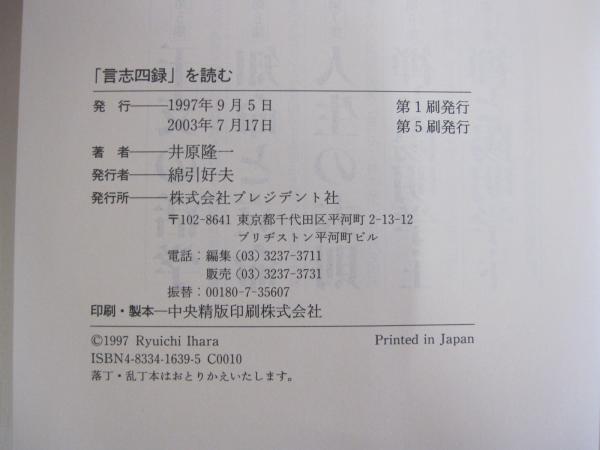 「言志四録」を読む
発行──1997年9月5日 第1刷発行
2003年7月17日 第5刷発行
著者──井原隆一
発行者──綿引好夫
発行所──株式会社プレジデント社
〒102-8641 東京都千代田区平河町2-13-12
ブリヂストン平河町ビル
電話：編集(03)3237-3711
販売(03)3237-3731
振替：00180-7-35607
印刷・製本─中央精版印刷株式会社
©1997 Ryuichi Ihara Printed in Japan
ISBN4-8334-1639-5 C0010
落丁・乱丁本はおとりかえいたします。